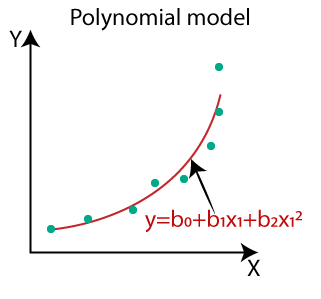 Polynomial model
Y
y=b₀+b₁x₁+b₂x₁²
X